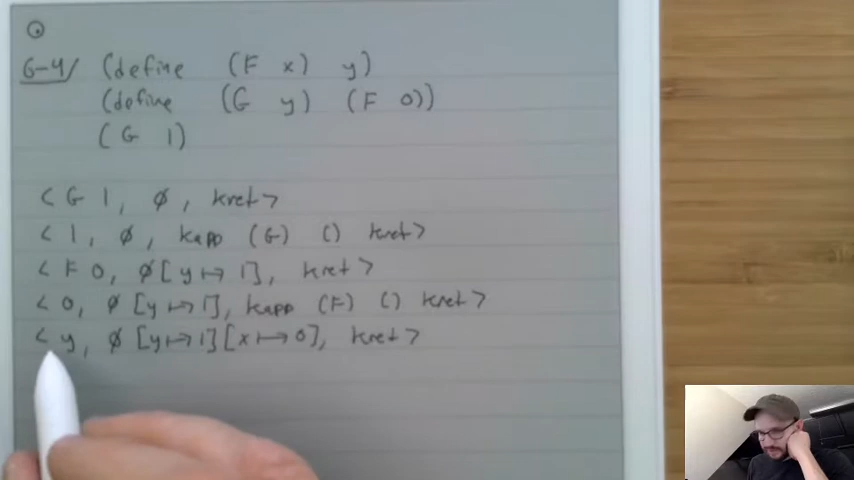 G-4/ (define (F x) y)
(define (G y) (F 0))
(G 1)
< G 1, ø, kret>
< 1, ø, kapp (G) () kret>
< F 0, ø[y ↦ 1], kret>
< 0, ø [y ↦ 1], kapp (F) () kret>
< y, ø [y ↦ 1][x ↦ 0], kret>